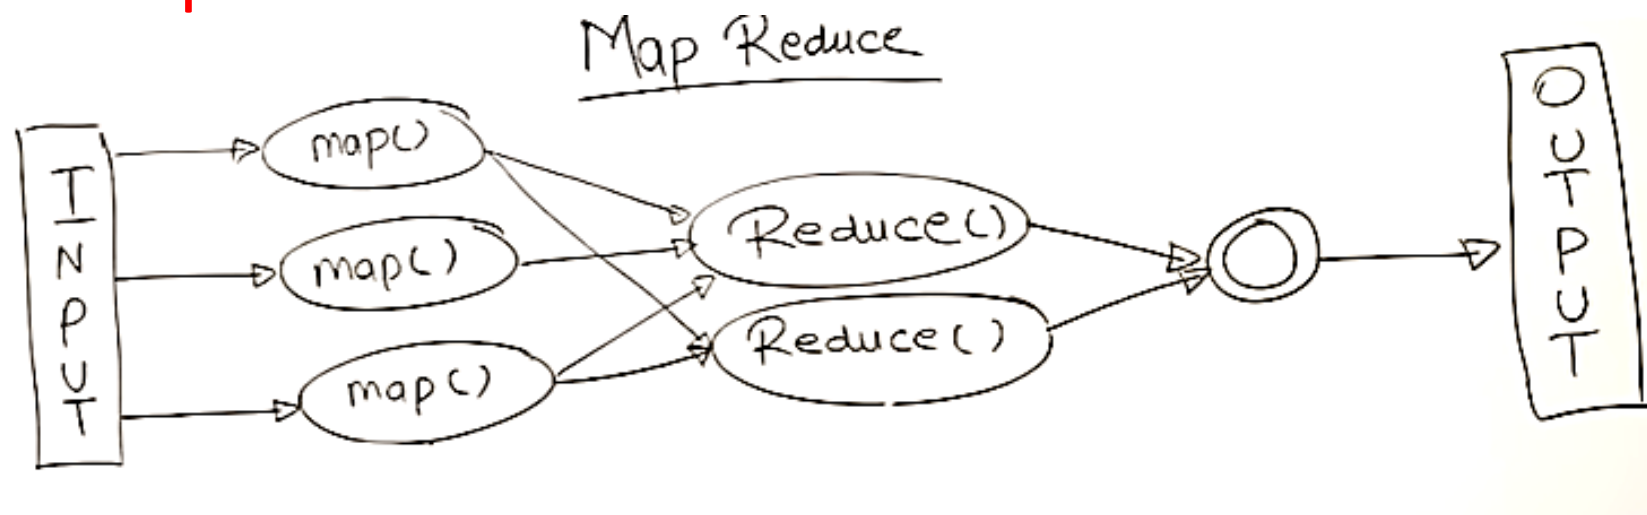 Map Reduce
INPUT
map()
map()
map()
Reduce()
Reduce()
OUTPUT